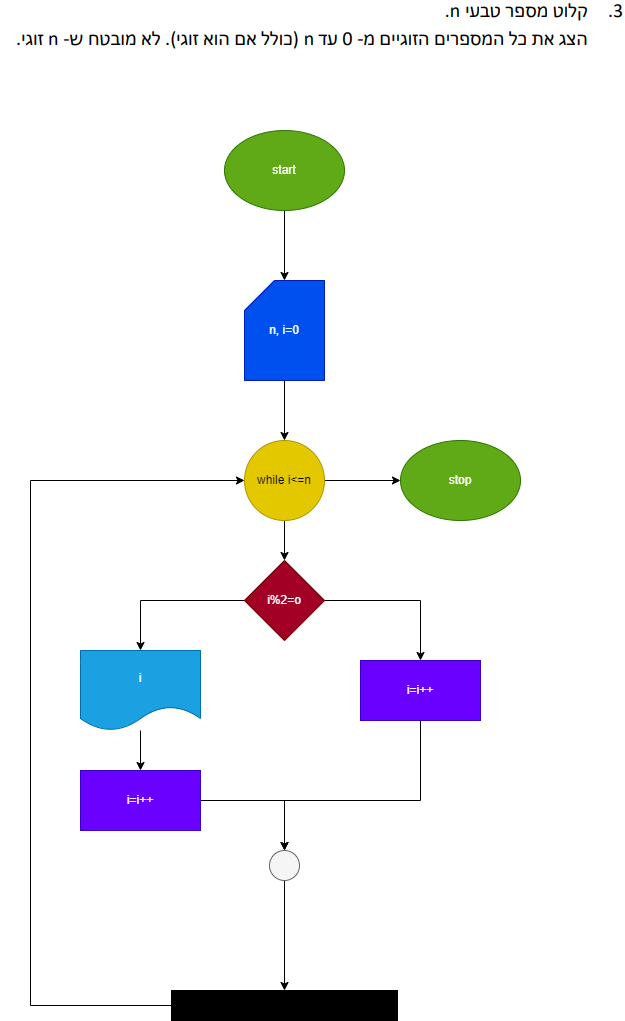 3. קלוט מספר טבעי n.
הצג את כל המספרים הזוגיים מ- 0 עד n (כולל אם הוא זוגי). לא מובטח ש- n זוגי.
start
n, i=0
while i<=n
stop
i%2=o
i
i=i++
i=i++